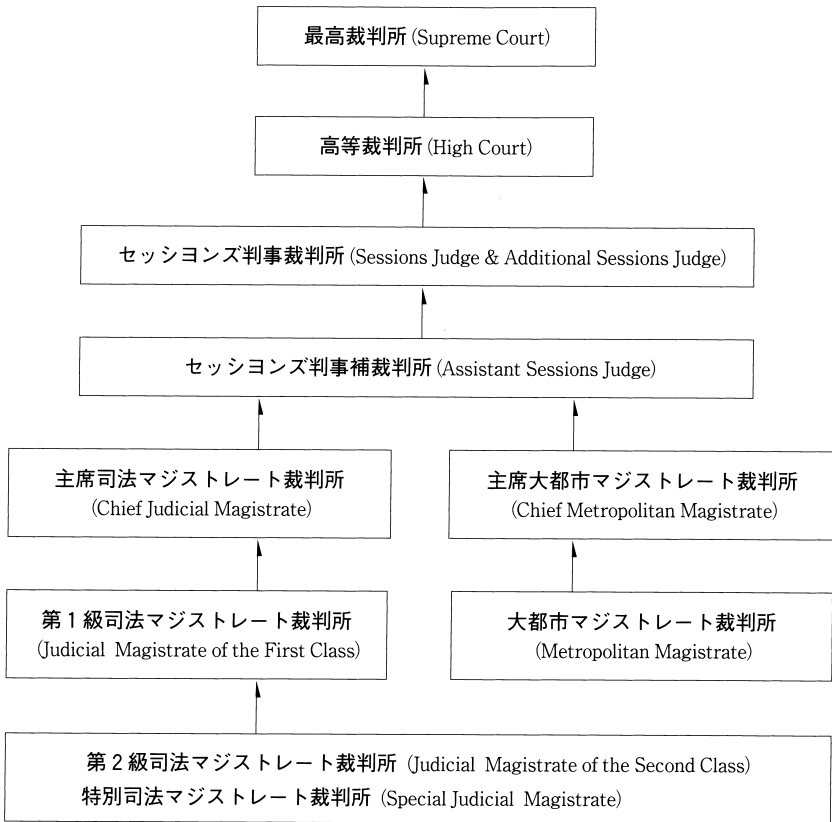 最高裁判所 (Supreme Court)
高等裁判所 (High Court)
セッシヨンズ判事裁判所 (Sessions Judge & Additional Sessions Judge)
セッシヨンズ判事補裁判所 (Assistant Sessions Judge)
主席司法マジストレート裁判所
(Chief Judicial Magistrate)
主席大都市マジストレート裁判所
(Chief Metropolitan Magistrate)
第1級司法マジストレート裁判所
(Judicial Magistrate of the First Class)
大都市マジストレート裁判所
(Metropolitan Magistrate)
第2級司法マジストレート裁判所 (Judicial Magistrate of the Second Class)
特別司法マジストレート裁判所 (Special Judicial Magistrate)